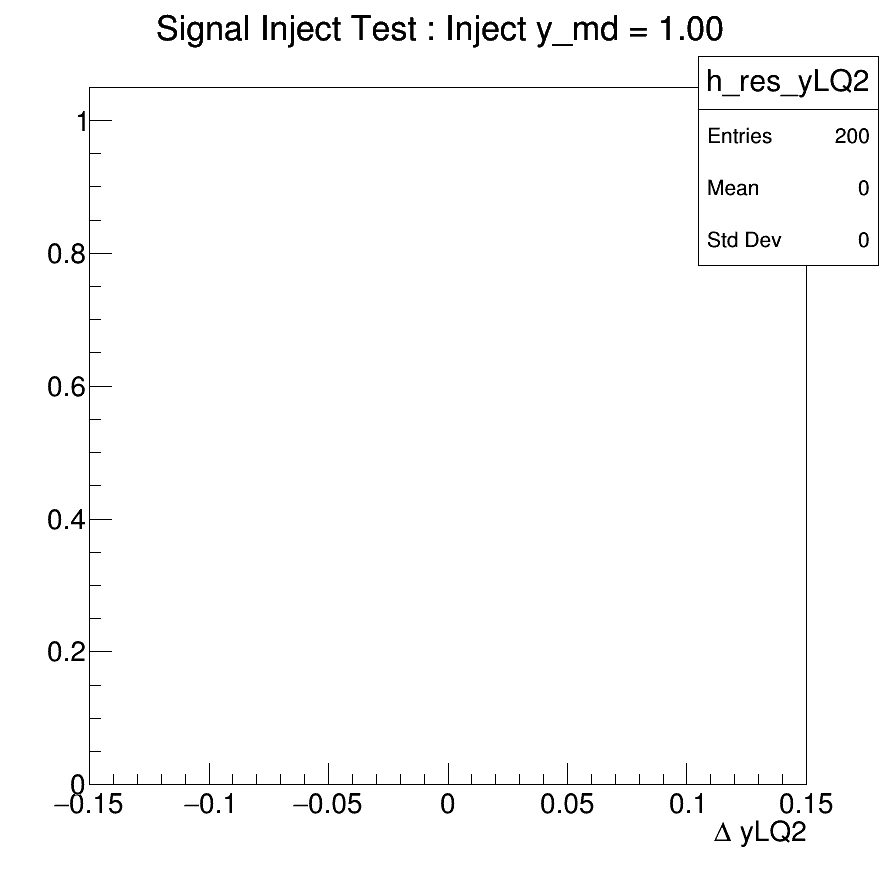 Signal Inject Test : Inject y_md = 1.00
h_res_yLQ2
Entries 200
Mean 0
Std Dev 0
1
0.8
0.6
0.4
0.2
0
−0.15 −0.1 −0.05 0 0.05 0.1 0.15
Δ yLQ2